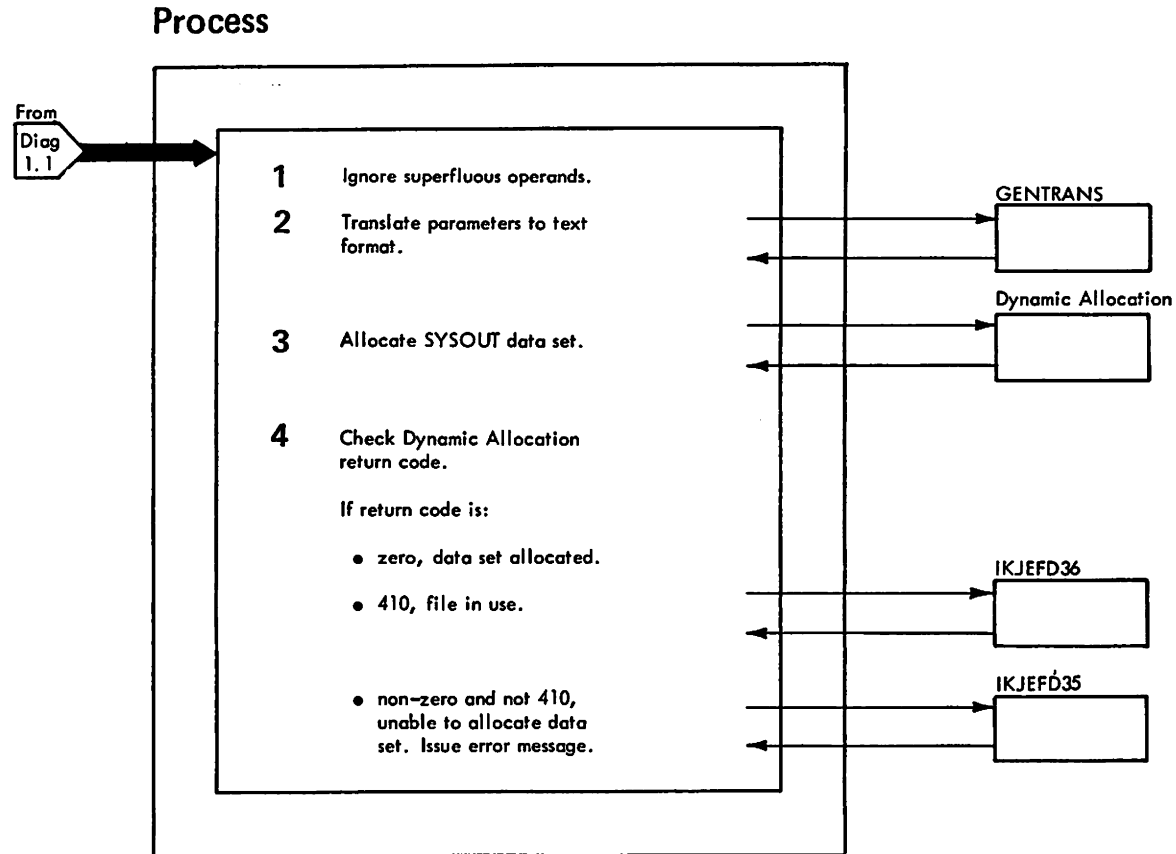 Process
From
Diag
1.1
1 Ignore superfluous operands.
2 Translate parameters to text
format.
GENTRANS
3 Allocate SYSOUT data set.
Dynamic Allocation
4 Check Dynamic Allocation
return code.
If return code is:
• zero, data set allocated.
• 410, file in use.
IKJEFD36
• non-zero and not 410,
unable to allocate data
set. Issue error message.
IKJEFD35